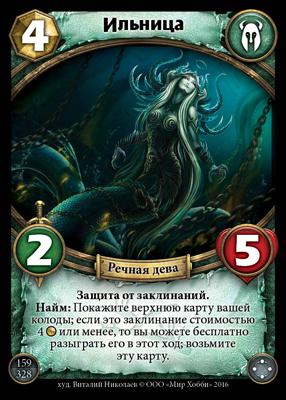 4
Ильница
2
5
Речная дева
Защита от заклинаний.
Найм: Покажите верхнюю карту вашей
колоды; если это заклинание стоимостью
4 или менее, то вы можете бесплатно
разыграть его в этот ход; возьмите
эту карту.
159
328
худ. Виталий Николаев © ООО «Мир Хобби» 2016